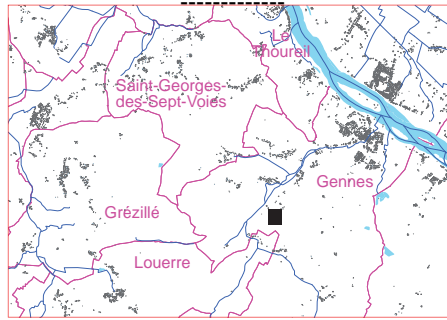 Le
Thoureil
Saint-Georges-
des-Sept-Voies
Gennes
Grézillé
Louerre